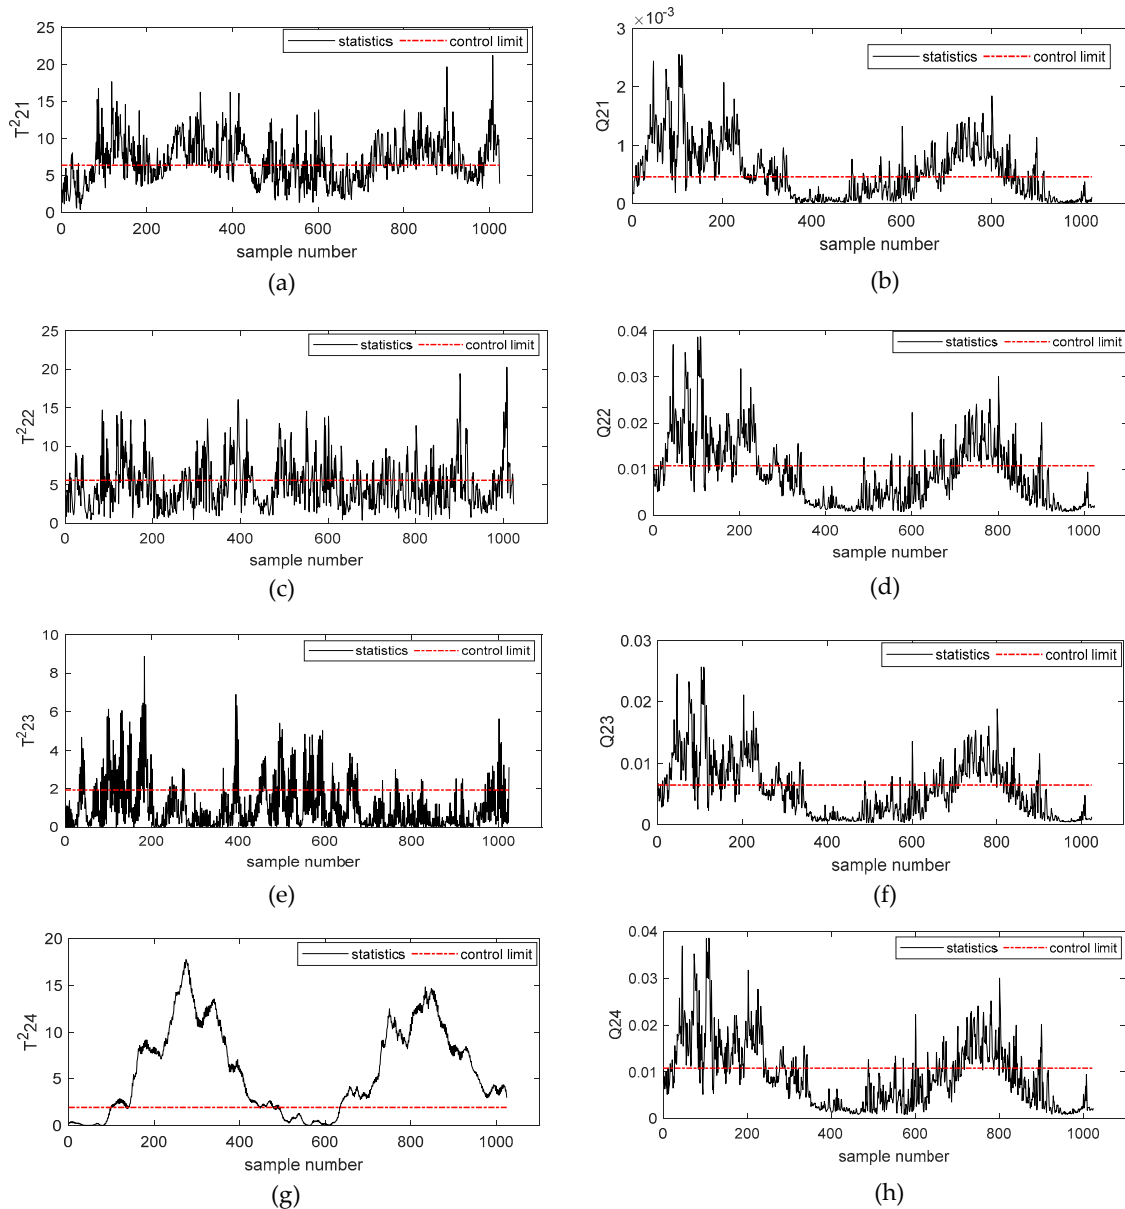 25
20
15
10
5
0
T²21
statistics control limit
0 200 400 600 800 1000
sample number
(a)
×10⁻³
3
2
1
0
Q21
statistics control limit
0 200 400 600 800 1000
sample number
(b)
25
20
15
10
5
0
T²22
statistics control limit
0 200 400 600 800 1000
sample number
(c)
0.04
0.03
0.02
0.01
0
Q22
statistics control limit
0 200 400 600 800 1000
sample number
(d)
10
8
6
4
2
0
T²23
statistics control limit
0 200 400 600 800 1000
sample number
(e)
0.03
0.02
0.01
0
Q23
statistics control limit
0 200 400 600 800 1000
sample number
(f)
20
15
10
5
0
T²24
statistics control limit
0 200 400 600 800 1000
sample number
(g)
0.04
0.03
0.02
0.01
0
Q24
statistics control limit
0 200 400 600 800 1000
sample number
(h)